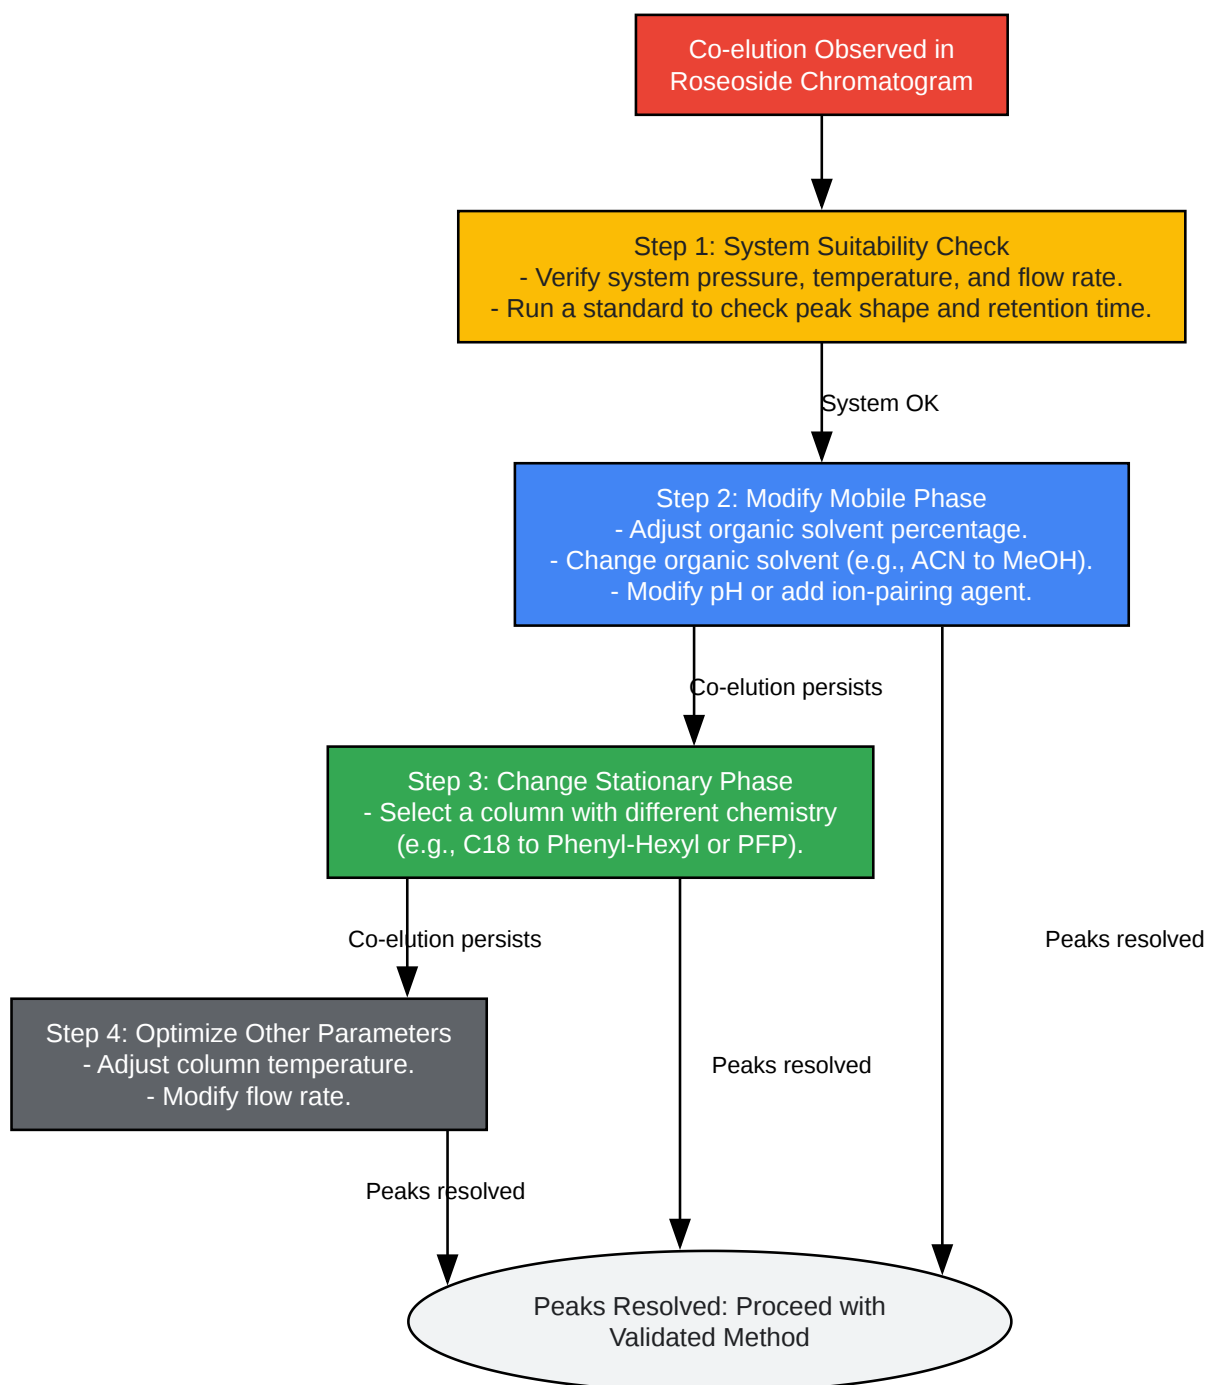 Co-elution Observed in
Roseoside Chromatogram
Step 1: System Suitability Check
- Verify system pressure, temperature, and flow rate.
- Run a standard to check peak shape and retention time.
System OK
Step 2: Modify Mobile Phase
- Adjust organic solvent percentage.
- Change organic solvent (e.g., ACN to MeOH).
- Modify pH or add ion-pairing agent.
Co-elution persists
Step 3: Change Stationary Phase
- Select a column with different chemistry
(e.g., C18 to Phenyl-Hexyl or PFP).
Co-elution persists
Peaks resolved
Step 4: Optimize Other Parameters
- Adjust column temperature.
- Modify flow rate.
Peaks resolved
Peaks resolved
Peaks Resolved: Proceed with
Validated Method